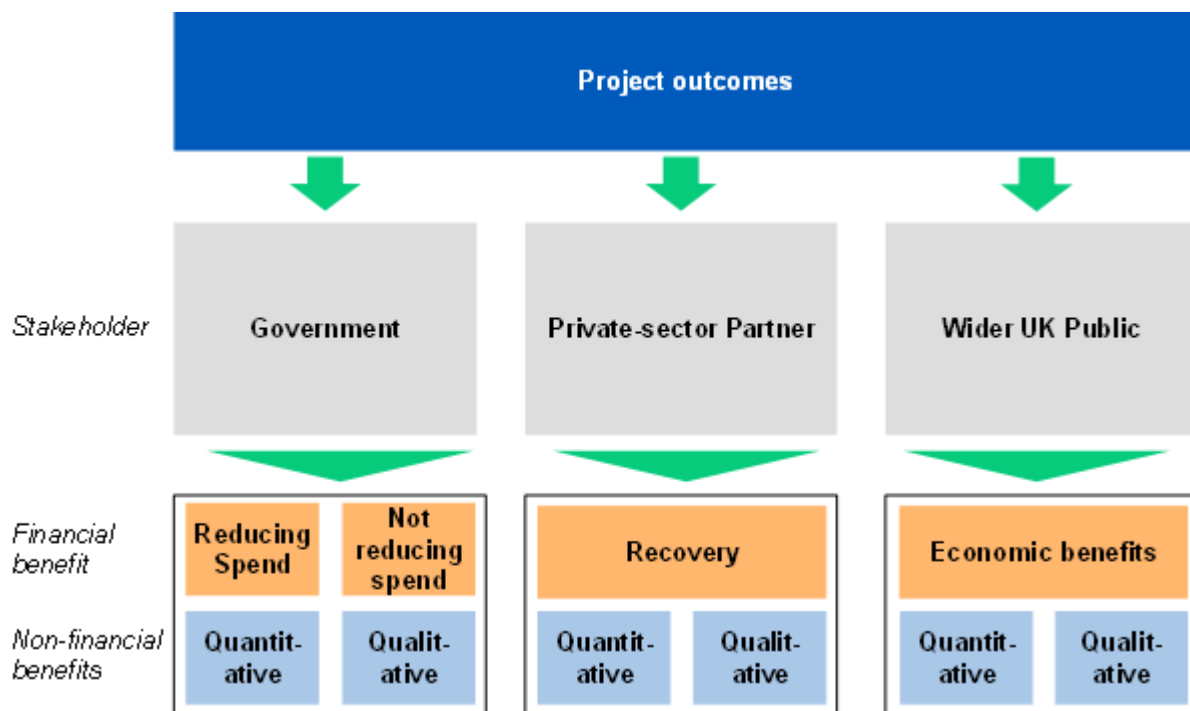 Project outcomes
Stakeholder
Government
Private-sector Partner
Wider UK Public
Financial
benefit
Reducing
Spend
Not
reducing
spend
Recovery
Economic benefits
Non-financial
benefits
Quantit-
ative
Qualit-
ative
Quantit-
ative
Qualit-
ative
Quantit-
ative
Qualit-
ative